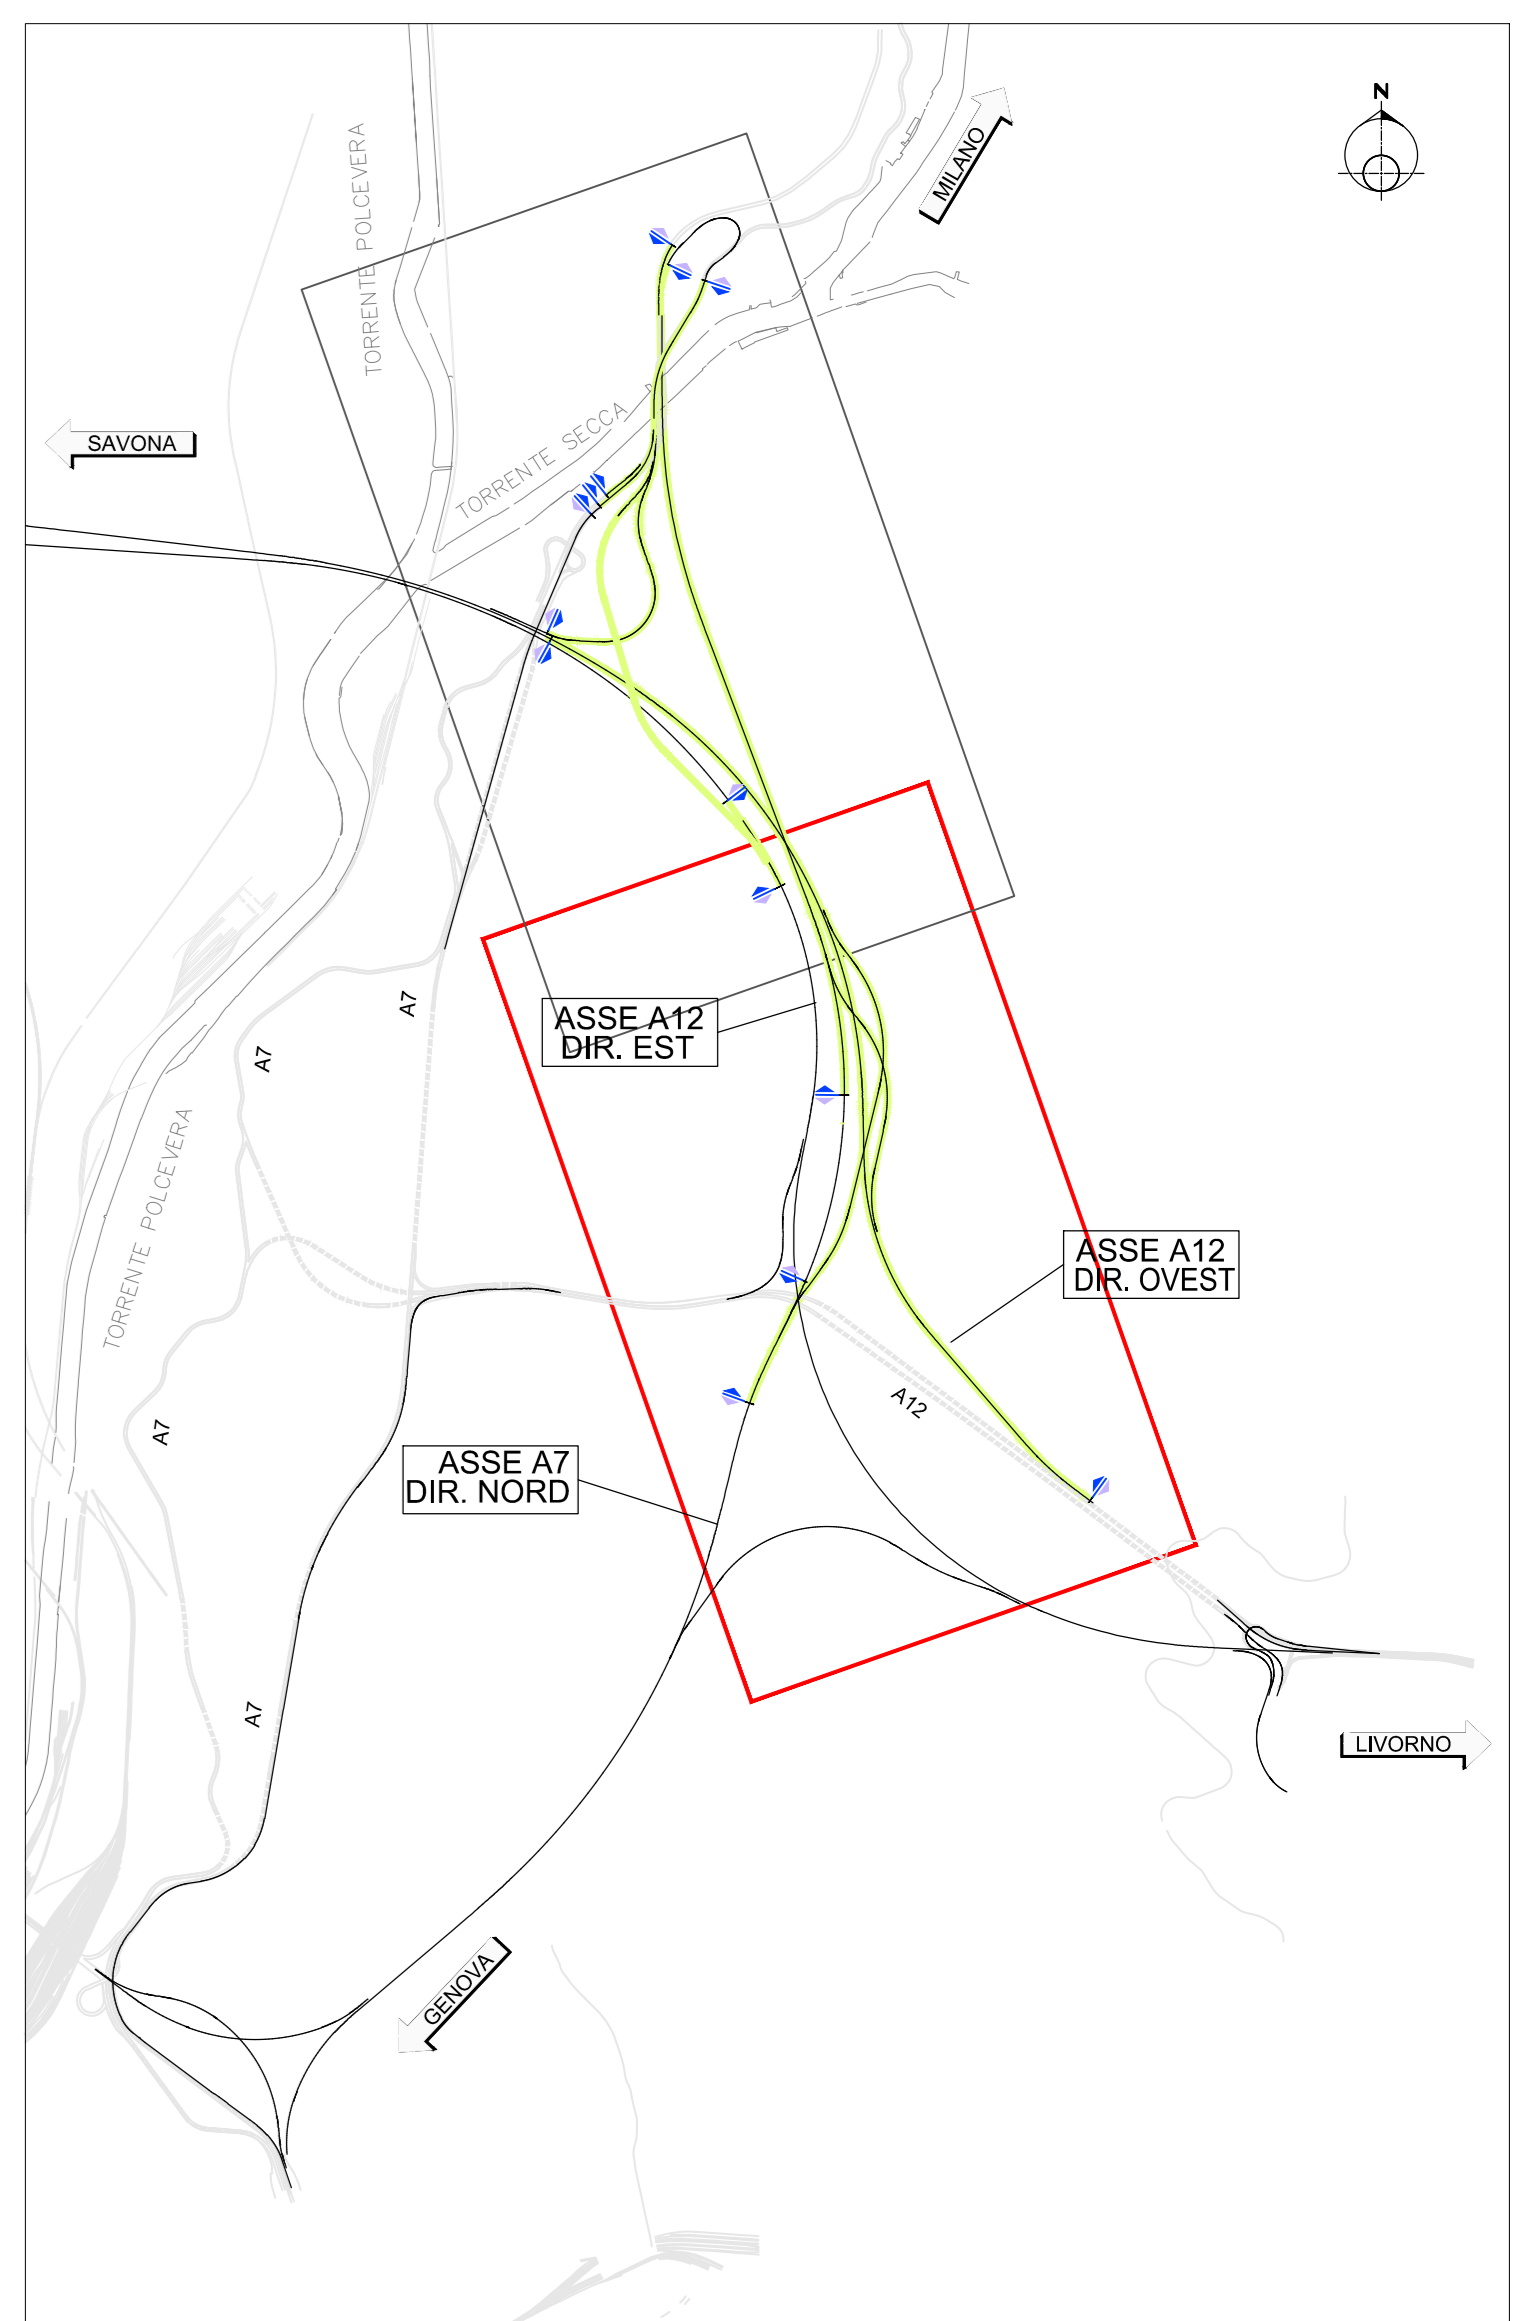 N
MILANO
TORRENTE POLCEVERA
SAVONA
TORRENTE SECCA
A7
ASSE A12
DIR. EST
A7
TORRENTE POLCEVERA
ASSE A12
DIR. OVEST
A12
A7
ASSE A7
DIR. NORD
A7
LIVORNO
GENOVA